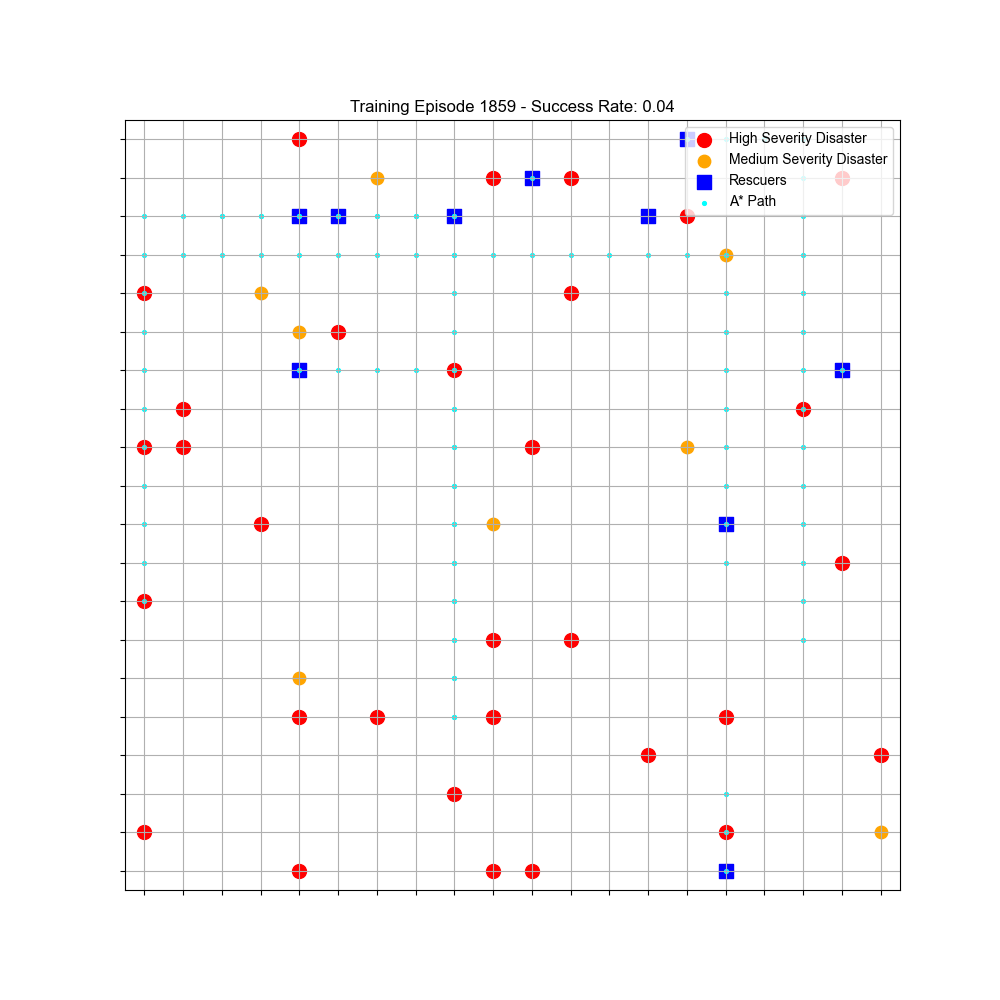 Training Episode 1859 - Success Rate: 0.04
High Severity Disaster
Medium Severity Disaster
Rescuers
A* Path